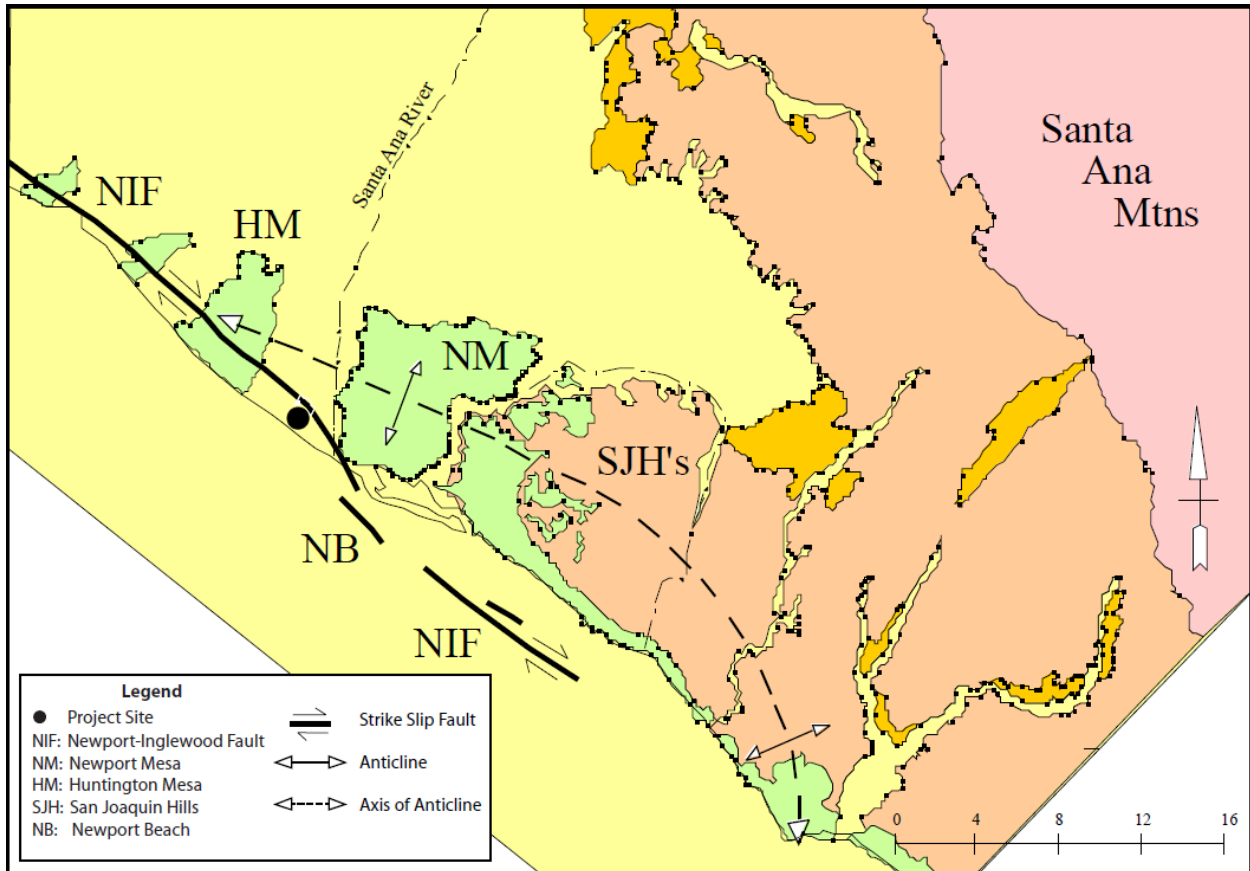 Santa
Ana
Mtns
Santa Ana River
NIF
HM
NM
SJH's
NB
NIF
0 4 8 12 16
Legend
Project Site
NIF: Newport-Inglewood Fault
NM: Newport Mesa
HM: Huntington Mesa
SJH: San Joaquin Hills
NB: Newport Beach
Strike Slip Fault
Anticline
Axis of Anticline